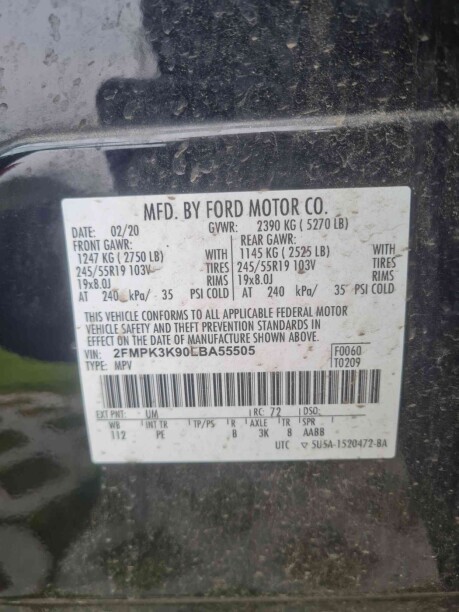 MFD. BY FORD MOTOR CO.
DATE: 02/20 GVWR: 2390 KG ( 5270 LB)
FRONT GAWR: REAR GAWR:
1247 KG ( 2750 LB) WITH 1145 KG ( 2525 LB) WITH
245/55R19 103V TIRES 245/55R19 103V TIRES
19x8.0J RIMS 19x8.0J RIMS
AT 240 kPa/ 35 PSI COLD AT 240 kPa/ 35 PSI COLD
THIS VEHICLE CONFORMS TO ALL APPLICABLE FEDERAL MOTOR
VEHICLE SAFETY AND THEFT PREVENTION STANDARDS IN
EFFECT ON THE DATE OF MANUFACTURE SHOWN ABOVE.
VIN: 2FMPK3K90LBA55505 F0060
TYPE: MPV T0209
EXT PNT: UM RC: 72 DSO:
WB INT TR TP/PS R AXLE TR SPR
112 PE B 3K 8 AABB
UTC 5U5A-1520472-BA